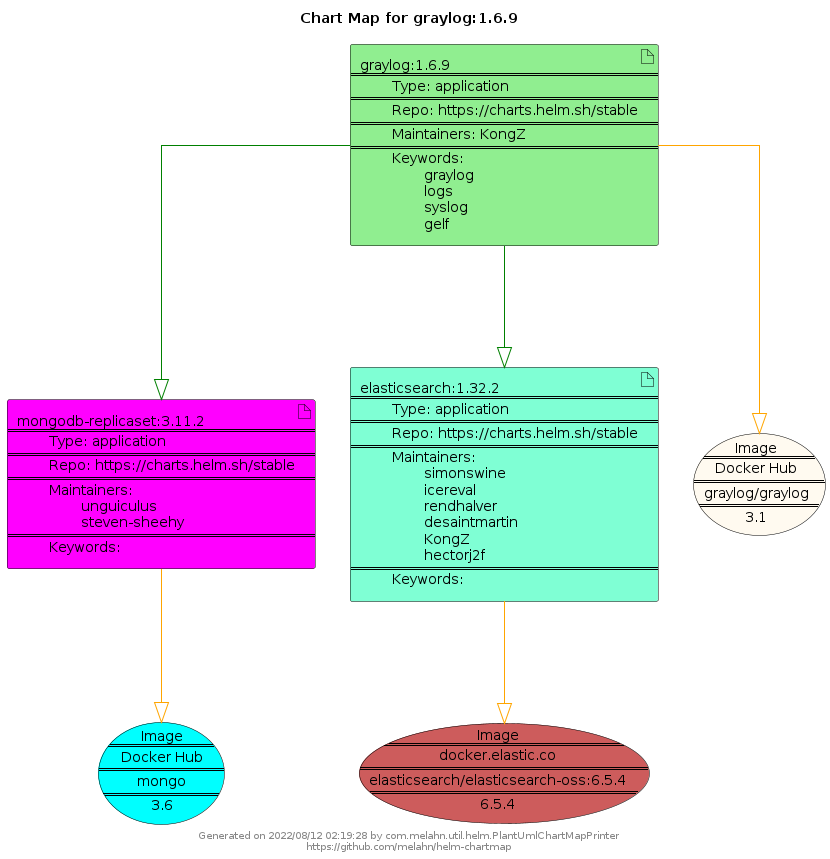 Chart Map for graylog:1.6.9
graylog:1.6.9
Type: application
Repo: https://charts.helm.sh/stable
Maintainers: KongZ
Keywords:
graylog
logs
syslog
gelf
mongodb-replicaset:3.11.2
Type: application
Repo: https://charts.helm.sh/stable
Maintainers:
unguiculus
steven-sheehy
Keywords:
elasticsearch:1.32.2
Type: application
Repo: https://charts.helm.sh/stable
Maintainers:
simonswine
icereval
rendhalver
desaintmartin
KongZ
hectorj2f
Keywords:
Image
Docker Hub
graylog/graylog
3.1
Image
Docker Hub
mongo
3.6
Image
docker.elastic.co
elasticsearch/elasticsearch-oss:6.5.4
6.5.4
Generated on 2022/08/12 02:19:28 by com.melahn.util.helm.PlantUmlChartMapPrinter
https://github.com/melahn/helm-chartmap